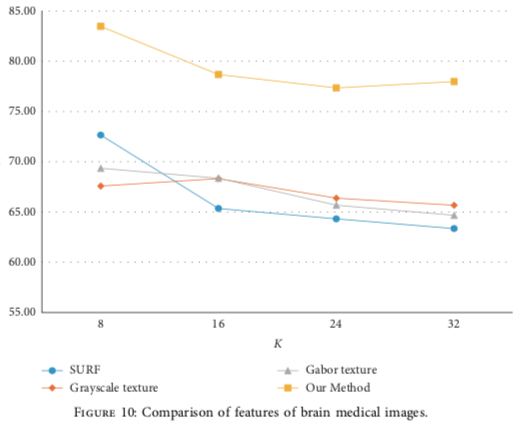 85.00
80.00
75.00
70.00
65.00
60.00
55.00
8 16 24 32
K
SURF Gabor texture
Grayscale texture Our Method
FIGURE 10: Comparison of features of brain medical images.